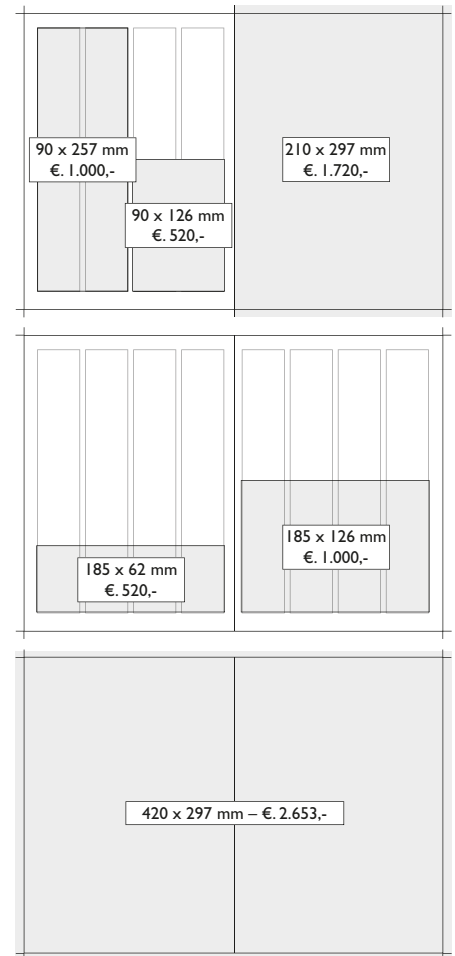 90 x 257 mm
€. 1.000,-
210 x 297 mm
€. 1.720,-
90 x 126 mm
€. 520,-
185 x 62 mm
€. 520,-
185 x 126 mm
€. 1.000,-
420 x 297 mm – €. 2.653,-